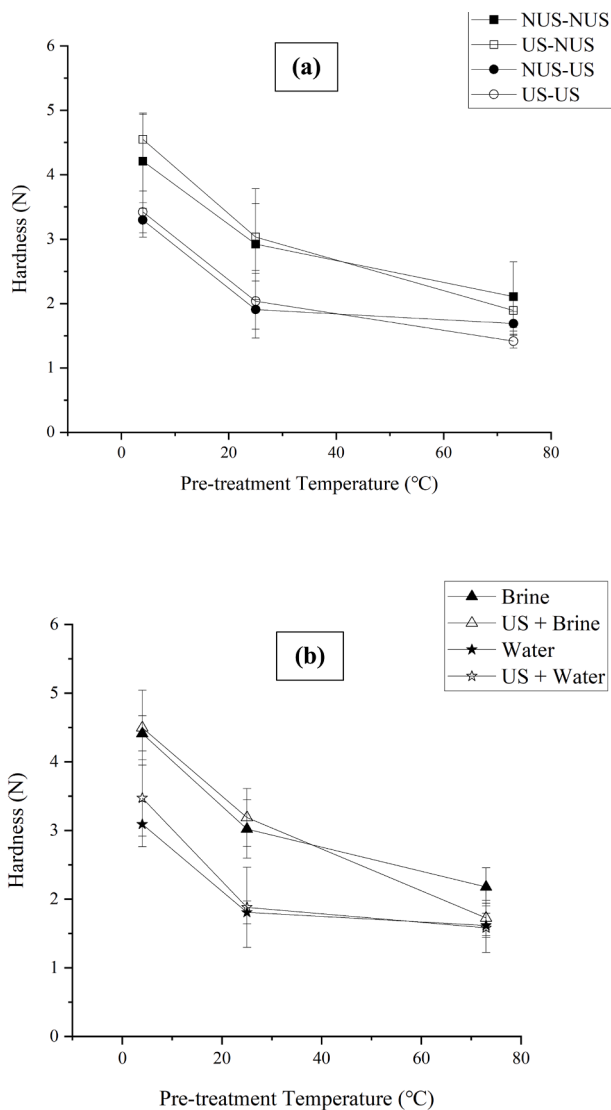 NUS-NUS
US-NUS
NUS-US
US-US
(a)
6
5
4
3
2
1
0
Hardness (N)
0 20 40 60 80
Pre-treatment Temperature (℃)
Brine
US + Brine
Water
US + Water
(b)
6
5
4
3
2
1
0
Hardness (N)
0 20 40 60 80
Pre-treatment Temperature (℃)